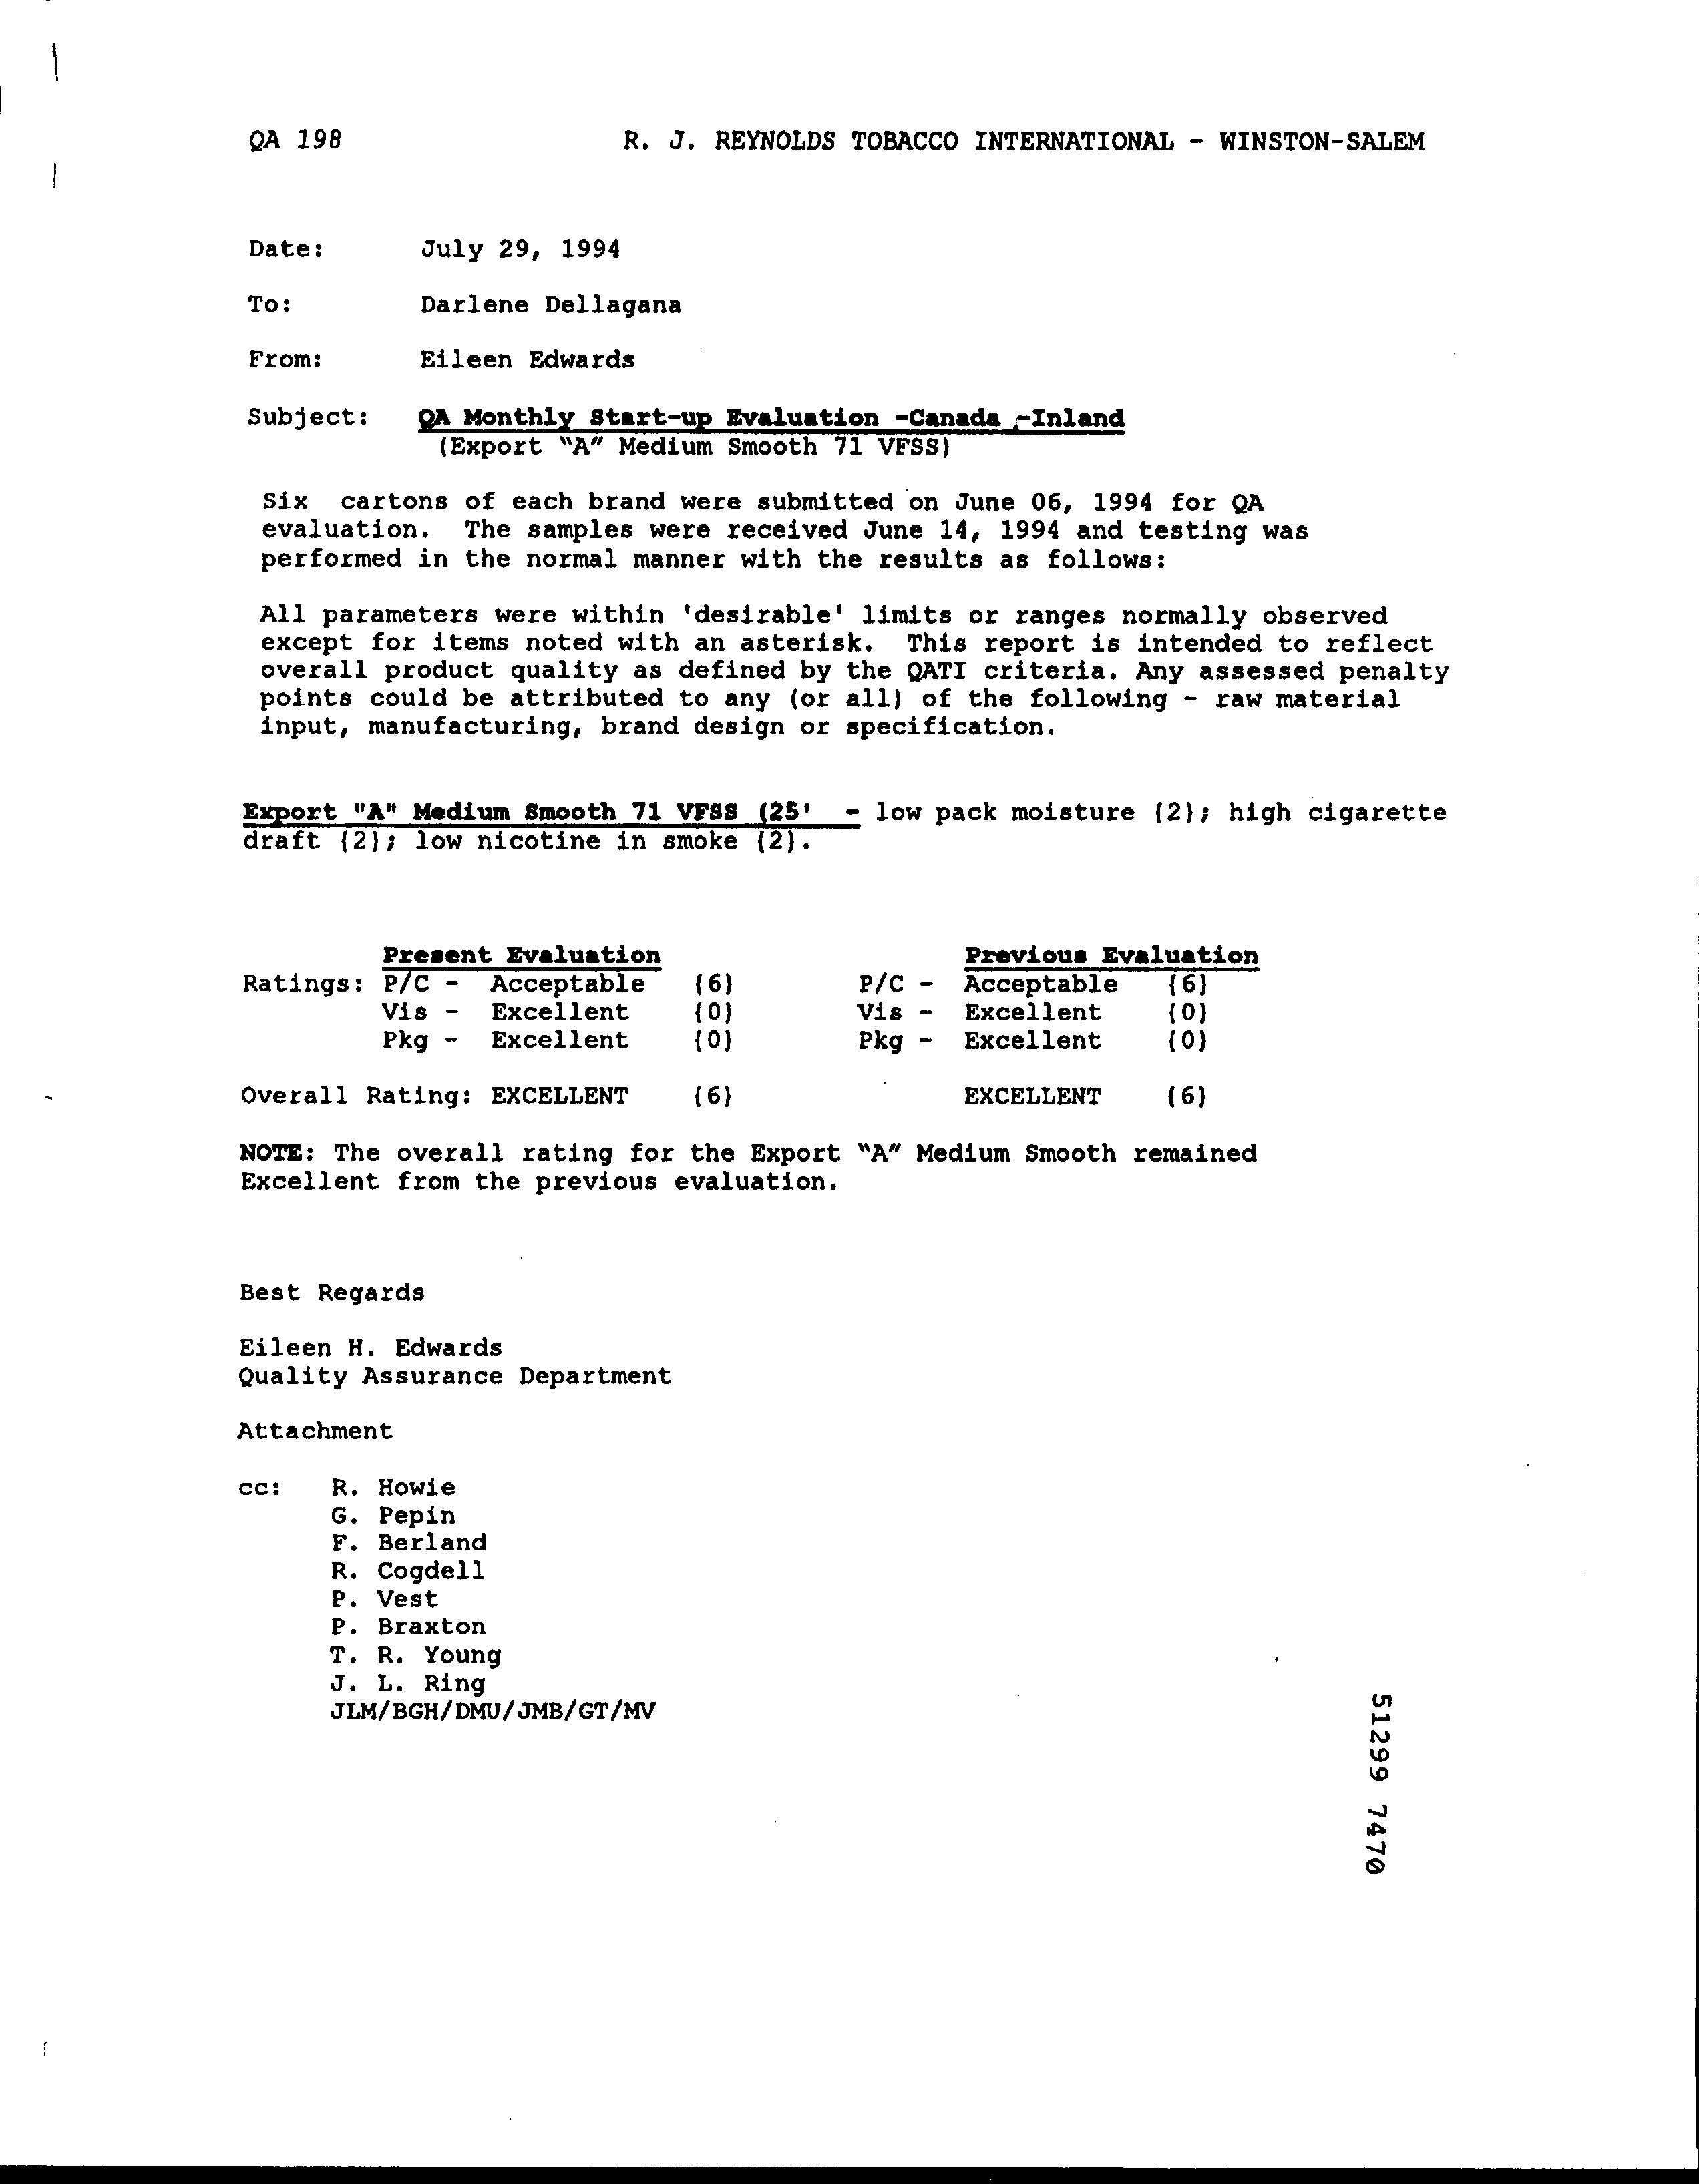 QA 198 R. J. REYNOLDS TOBACCO INTERNATIONAL - WINSTON-SALEM
Date: July 29, 1994
To: Darlene Dellagana
From: Eileen Edwards
Subject: QA Monthly Start-up Evaluation -Canada -Inland
(Export "A" Medium Smooth 71 VFSS)
Six cartons of each brand were submitted on June 06, 1994 for QA
evaluation. The samples were received June 14, 1994 and testing was
performed in the normal manner with the results as follows:
All parameters were within 'desirable' limits or ranges normally observed
except for items noted with an asterisk. This report is intended to reflect
overall product quality as defined by the QATI criteria. Any assessed penalty
points could be attributed to any (or all) of the following - raw material
input, manufacturing, brand design or specification.
Export "A" Medium Smooth 71 VFSS (25' - low pack moisture {2}; high cigarette
draft {2}; low nicotine in smoke {2}.
Present Evaluation Previous Evaluation
Ratings: P/C - Acceptable {6} P/C - Acceptable {6}
Vis - Excellent {0} Vis - Excellent {0}
Pkg - Excellent {0} Pkg - Excellent {0}
Overall Rating: EXCELLENT {6} EXCELLENT {6}
NOTE: The overall rating for the Export "A" Medium Smooth remained
Excellent from the previous evaluation.
Best Regards
Eileen H. Edwards
Quality Assurance Department
Attachment
cc: R. Howie
G. Pepin
F. Berland
R. Cogdell
P. Vest
P. Braxton
T. R. Young
J. L. Ring
JLM/BGH/DMU/JMB/GT/MV
51299 7470